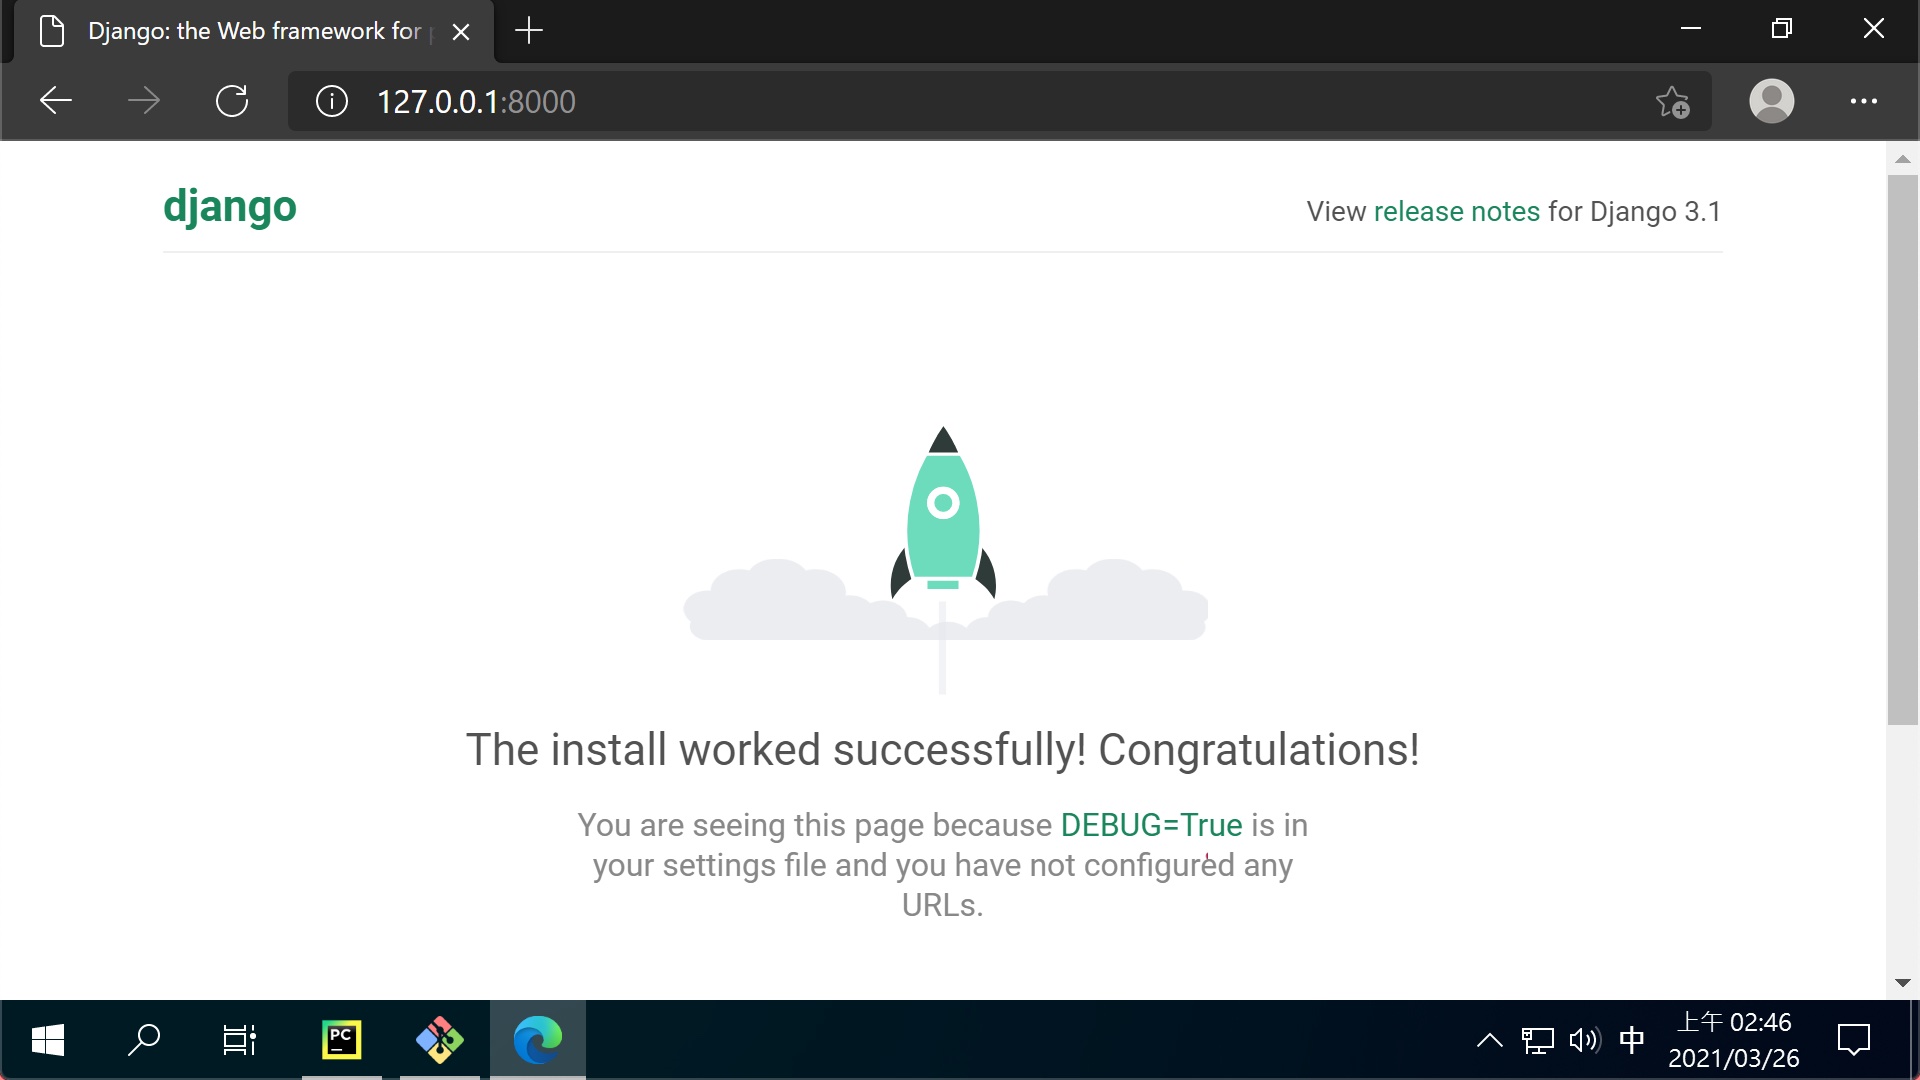 Django: the Web framework for
127.0.0.1:8000
django
View release notes for Django 3.1
The install worked successfully! Congratulations!
You are seeing this page because DEBUG=True is in
your settings file and you have not configured any
URLs.
PC
中
上午 02:46
2021/03/26